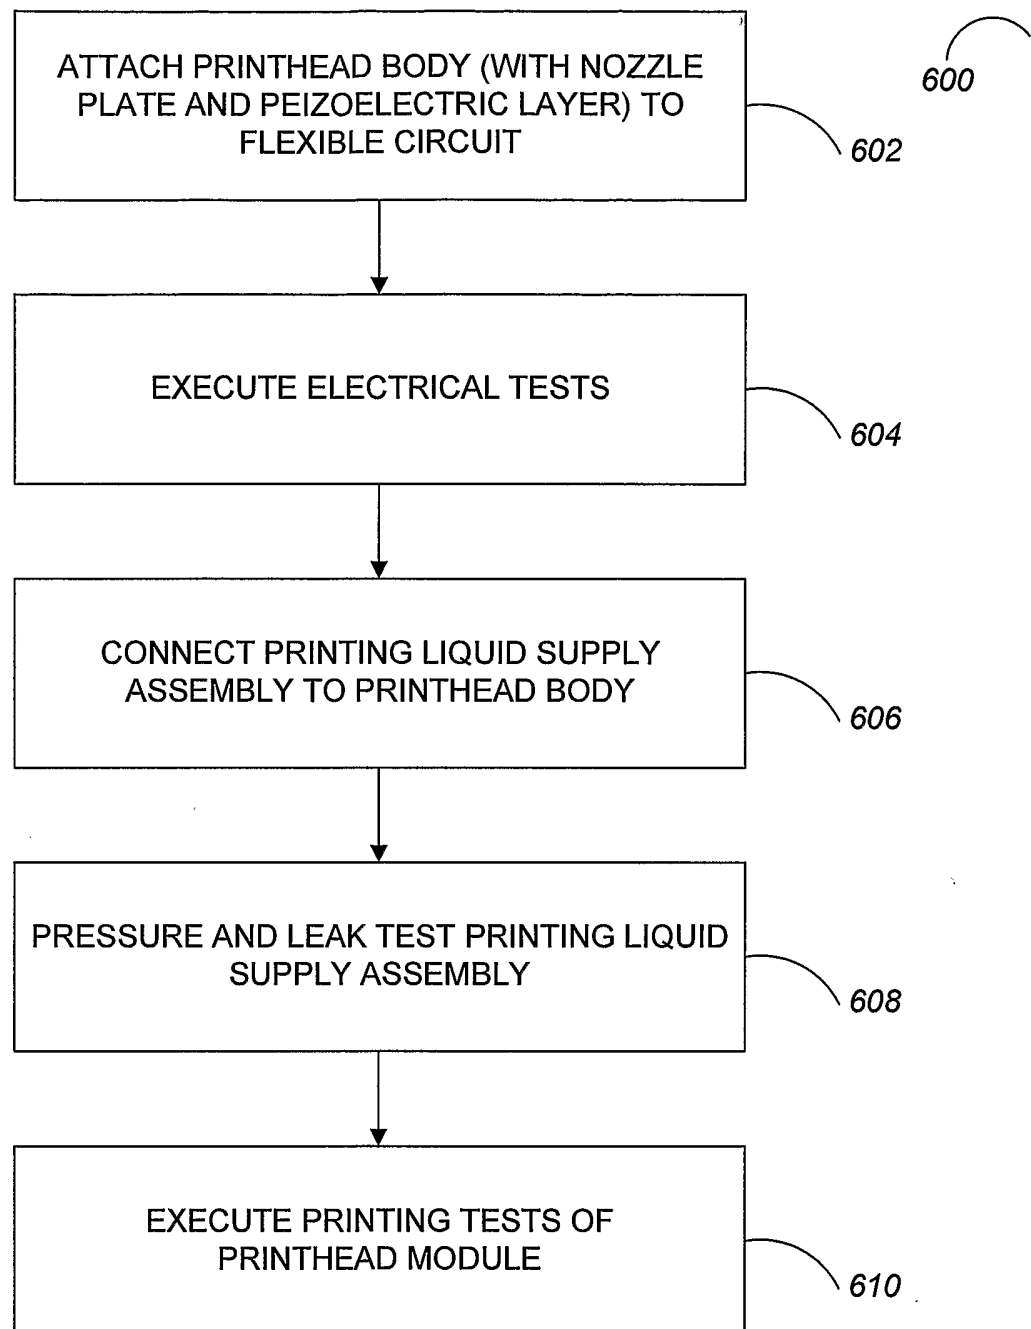 600
ATTACH PRINTHEAD BODY (WITH NOZZLE
PLATE AND PEIZOELECTRIC LAYER) TO
FLEXIBLE CIRCUIT
602
EXECUTE ELECTRICAL TESTS
604
CONNECT PRINTING LIQUID SUPPLY
ASSEMBLY TO PRINTHEAD BODY
606
PRESSURE AND LEAK TEST PRINTING LIQUID
SUPPLY ASSEMBLY
608
EXECUTE PRINTING TESTS OF
PRINTHEAD MODULE
610